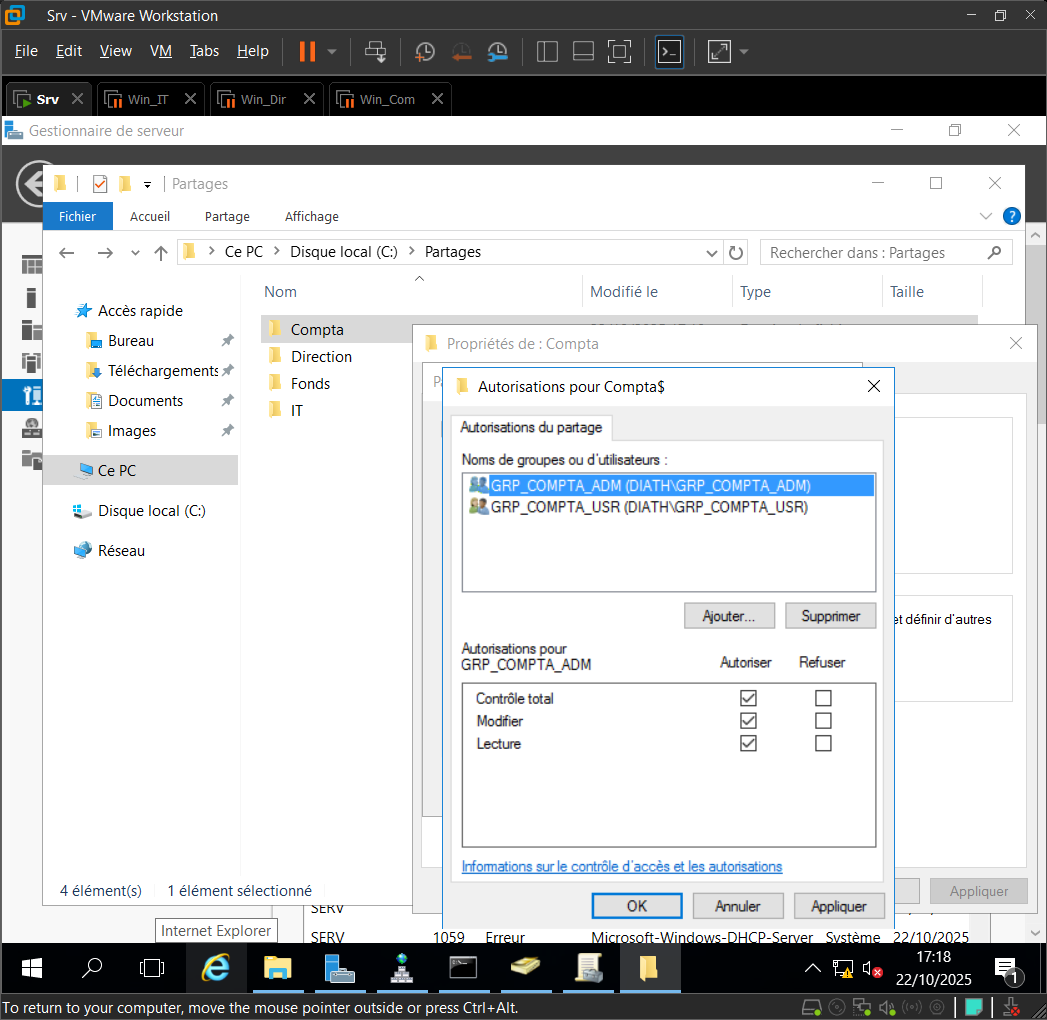 Srv - VMware Workstation
File Edit View VM Tabs Help
Srv Win_IT Win_Dir Win_Com
Gestionnaire de serveur
Partages
Fichier Accueil Partage Affichage
Ce PC Disque local (C:) Partages
Rechercher dans : Partages
Nom Modifié le Type Taille
Accès rapide
Bureau
Téléchargements
Documents
Images
Ce PC
Disque local (C:)
Réseau
Compta
Direction
Fonds
IT
Propriétés de : Compta
Autorisations pour Compta$
Autorisations du partage
Noms de groupes ou d'utilisateurs :
GRP_COMPTA_ADM (DIATH\GRP_COMPTA_ADM)
GRP_COMPTA_USR (DIATH\GRP_COMPTA_USR)
Ajouter... Supprimer
et définir d'autres
Autorisations pour
GRP_COMPTA_ADM Autoriser Refuser
Contrôle total
Modifier
Lecture
Informations sur le contrôle d'accès et les autorisations
4 élément(s) 1 élément sélectionné
OK Annuler Appliquer
Appliquer
SERV
Internet Explorer
SERV 1059 Erreur Microsoft-Windows-DHCP-Server Système 22/10/2025
17:18
22/10/2025
1
To return to your computer, move the mouse pointer outside or press Ctrl+Alt.